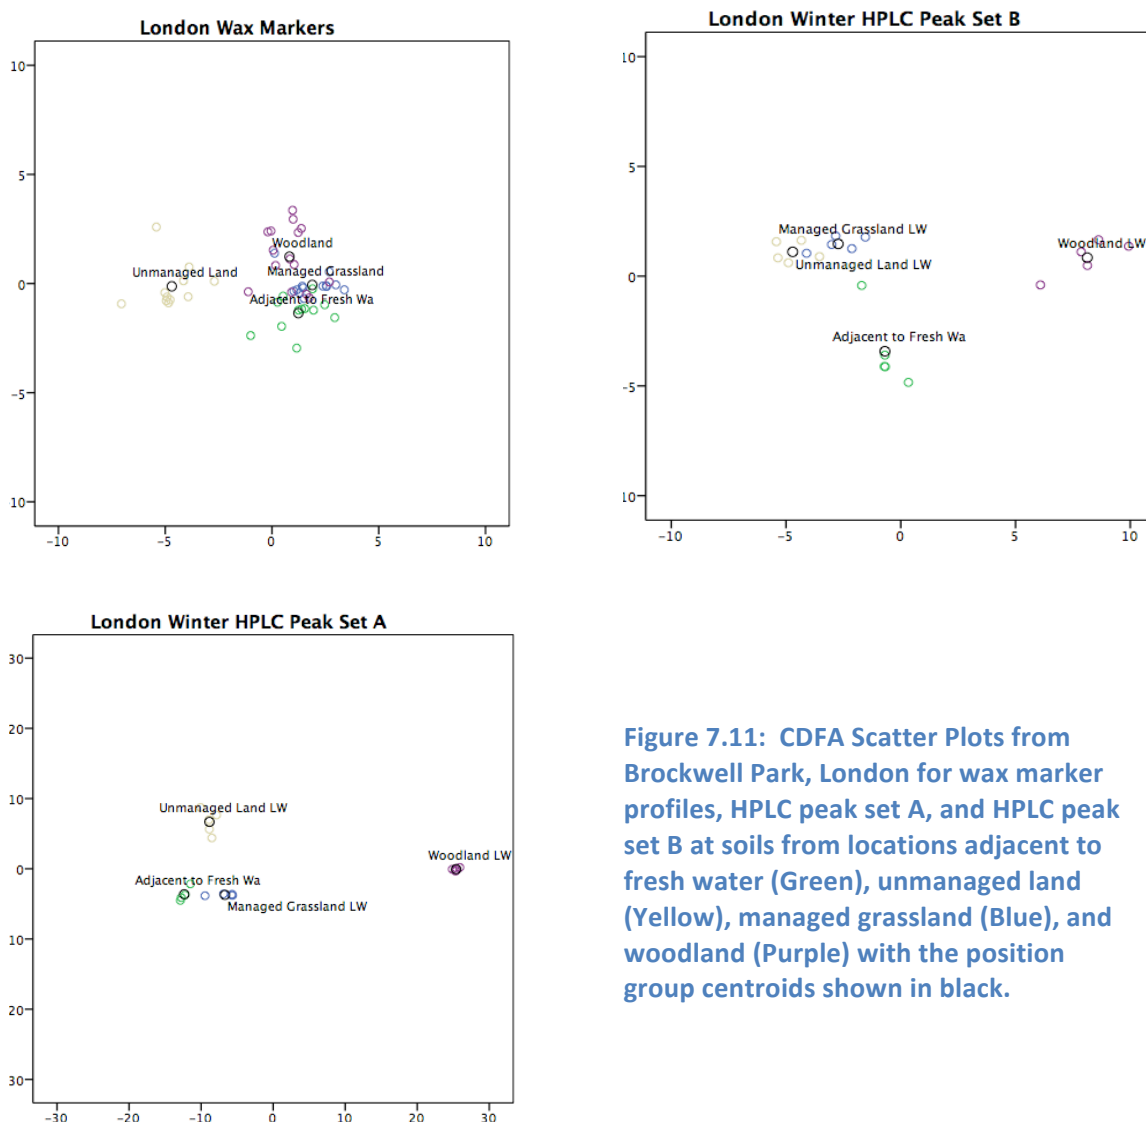 London Wax Markers
10
5
0
−5
10
−10
−5
0
5
10
Woodland
Unmanaged Land
Managed Grassland
Adjacent to Fresh Wa
London Winter HPLC Peak Set B
10
5
0
−5
10
−10
−5
0
5
10
Managed Grassland LW
Woodland LW
Unmanaged Land LW
Adjacent to Fresh Wa
London Winter HPLC Peak Set A
30
20
10
0
10
20
30
−30
−20
−10
0
10
20
30
Unmanaged Land LW
Woodland LW
Adjacent to Fresh Wa
Managed Grassland LW
Figure 7.11: CDFA Scatter Plots from
Brockwell Park, London for wax marker
profiles, HPLC peak set A, and HPLC peak
set B at soils from locations adjacent to
fresh water (Green), unmanaged land
(Yellow), managed grassland (Blue), and
woodland (Purple) with the position
group centroids shown in black.